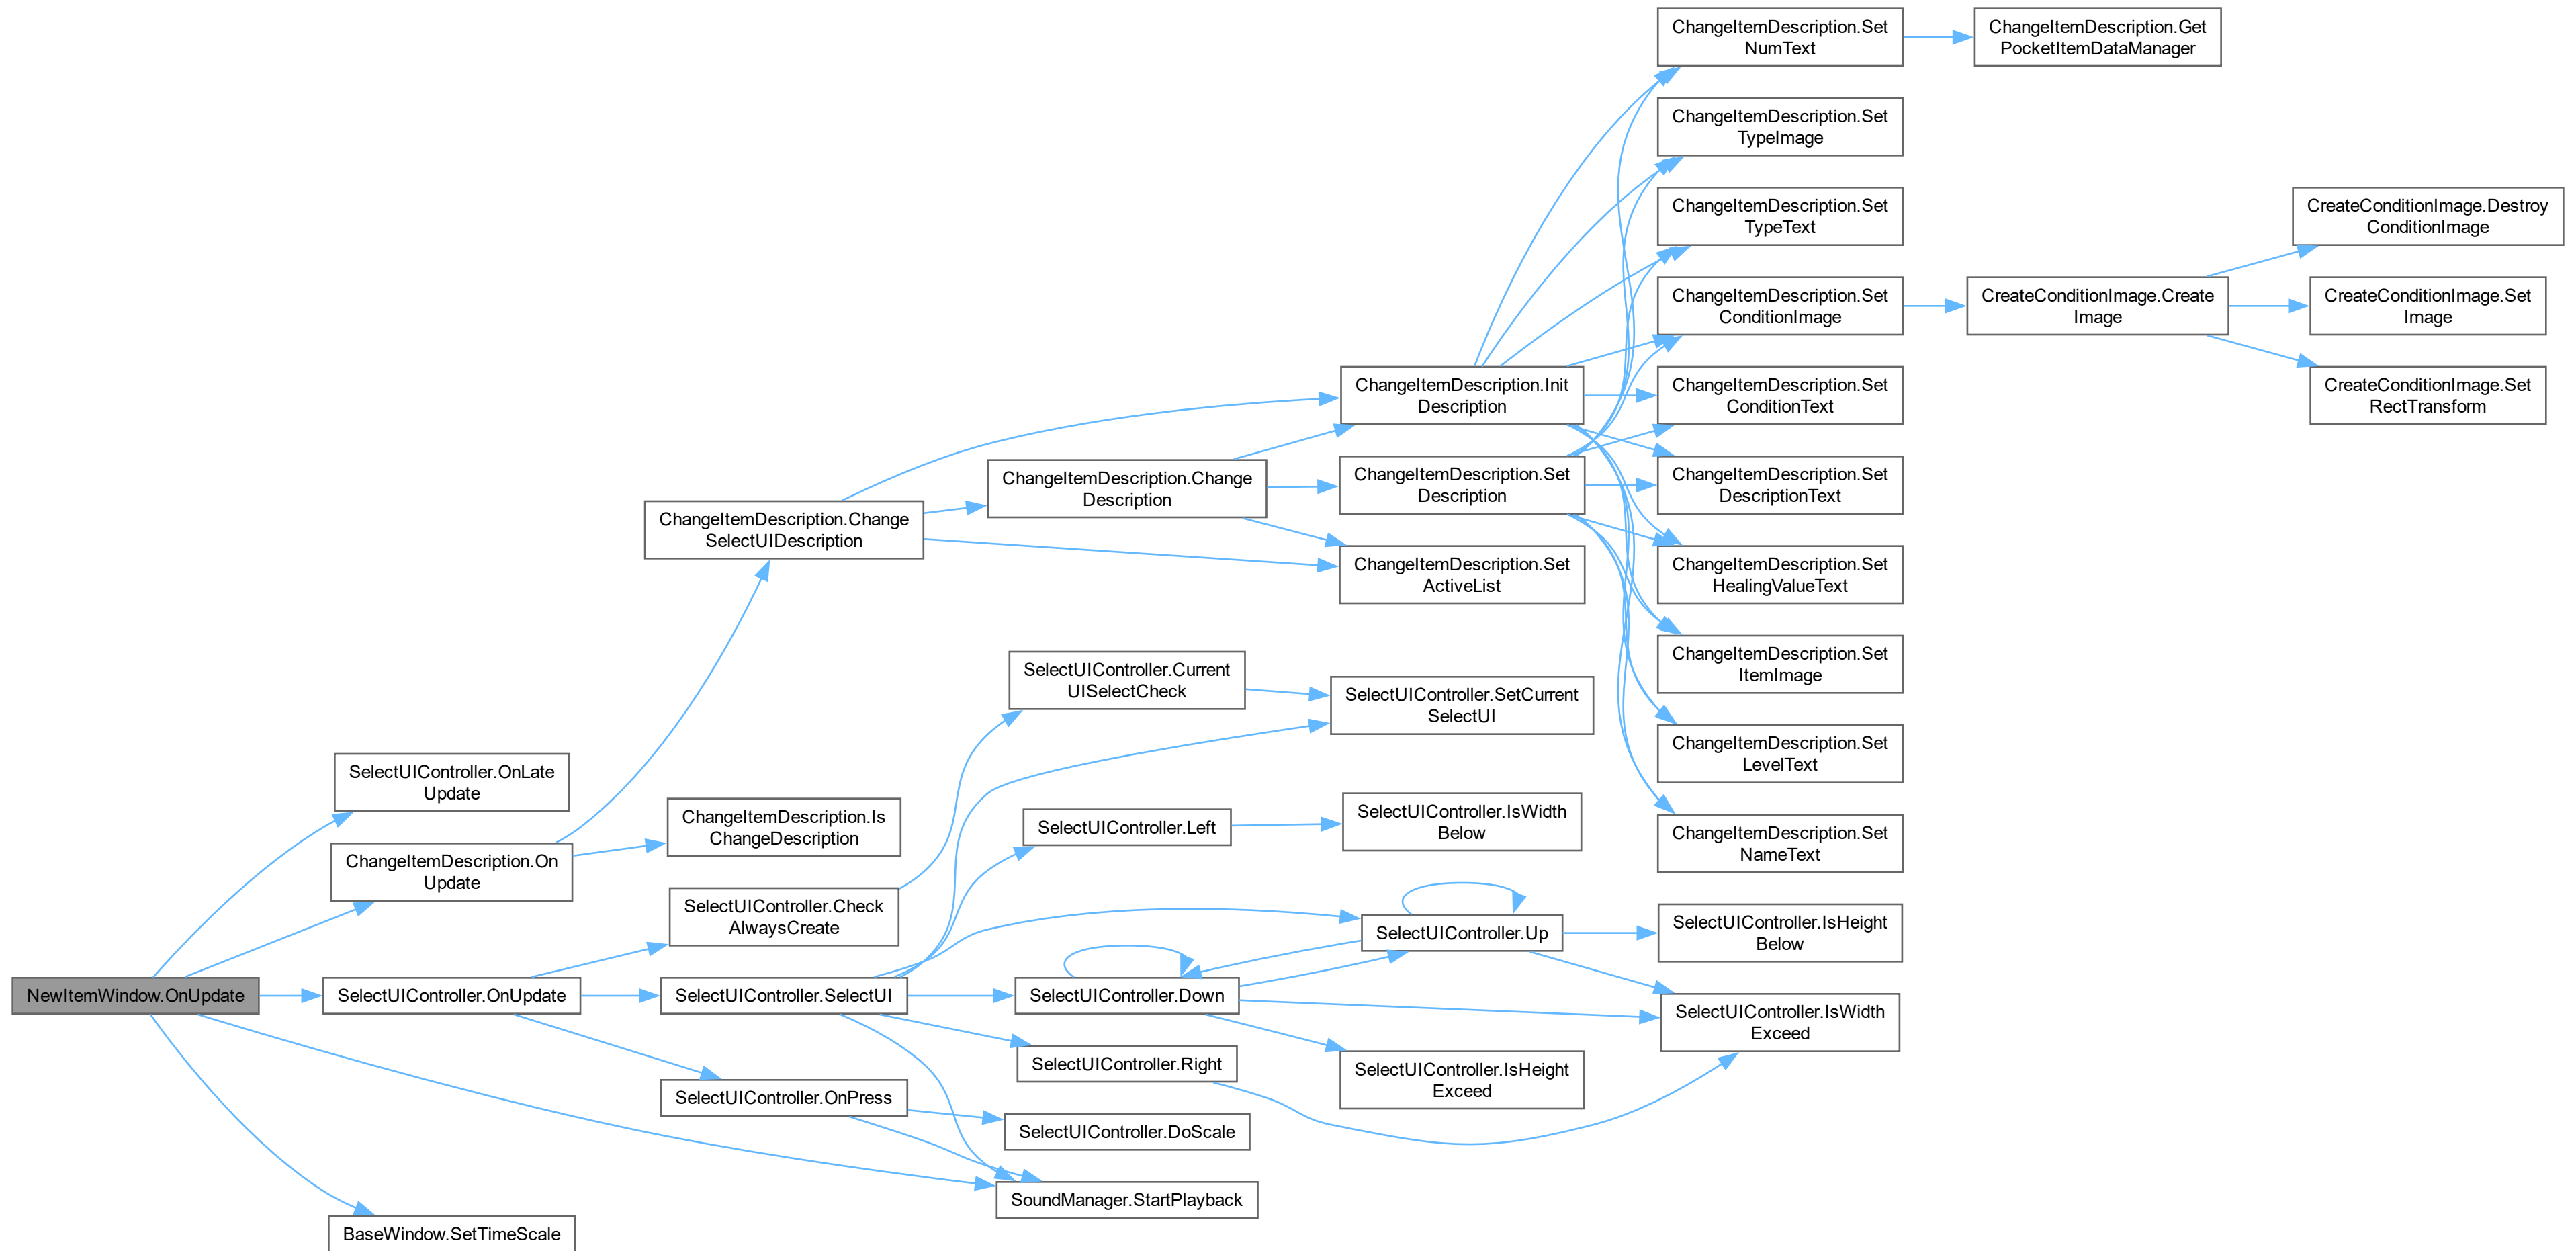 ChangeItemDescription.Set
NumText
ChangeItemDescription.Get
PocketItemDataManager
ChangeItemDescription.Set
TypeImage
ChangeItemDescription.Set
TypeText
CreateConditionImage.Destroy
ConditionImage
ChangeItemDescription.Set
ConditionImage
CreateConditionImage.Create
Image
CreateConditionImage.Set
Image
ChangeItemDescription.Init
Description
ChangeItemDescription.Set
ConditionText
CreateConditionImage.Set
RectTransform
ChangeItemDescription.Change
SelectUIDescription
ChangeItemDescription.Change
Description
ChangeItemDescription.Set
Description
ChangeItemDescription.Set
DescriptionText
ChangeItemDescription.Set
ActiveList
ChangeItemDescription.Set
HealingValueText
ChangeItemDescription.Set
ItemImage
SelectUIController.Current
UISelectCheck
SelectUIController.SetCurrent
SelectUI
ChangeItemDescription.Set
LevelText
SelectUIController.OnLate
Update
ChangeItemDescription.Is
ChangeDescription
SelectUIController.Left
SelectUIController.IsWidth
Below
ChangeItemDescription.Set
NameText
ChangeItemDescription.On
Update
SelectUIController.Check
AlwaysCreate
SelectUIController.Up
SelectUIController.IsHeight
Below
NewItemWindow.OnUpdate
SelectUIController.OnUpdate
SelectUIController.SelectUI
SelectUIController.Down
SelectUIController.IsWidth
Exceed
SelectUIController.Right
SelectUIController.IsHeight
Exceed
SelectUIController.OnPress
SelectUIController.DoScale
SoundManager.StartPlayback
BaseWindow.SetTimeScale